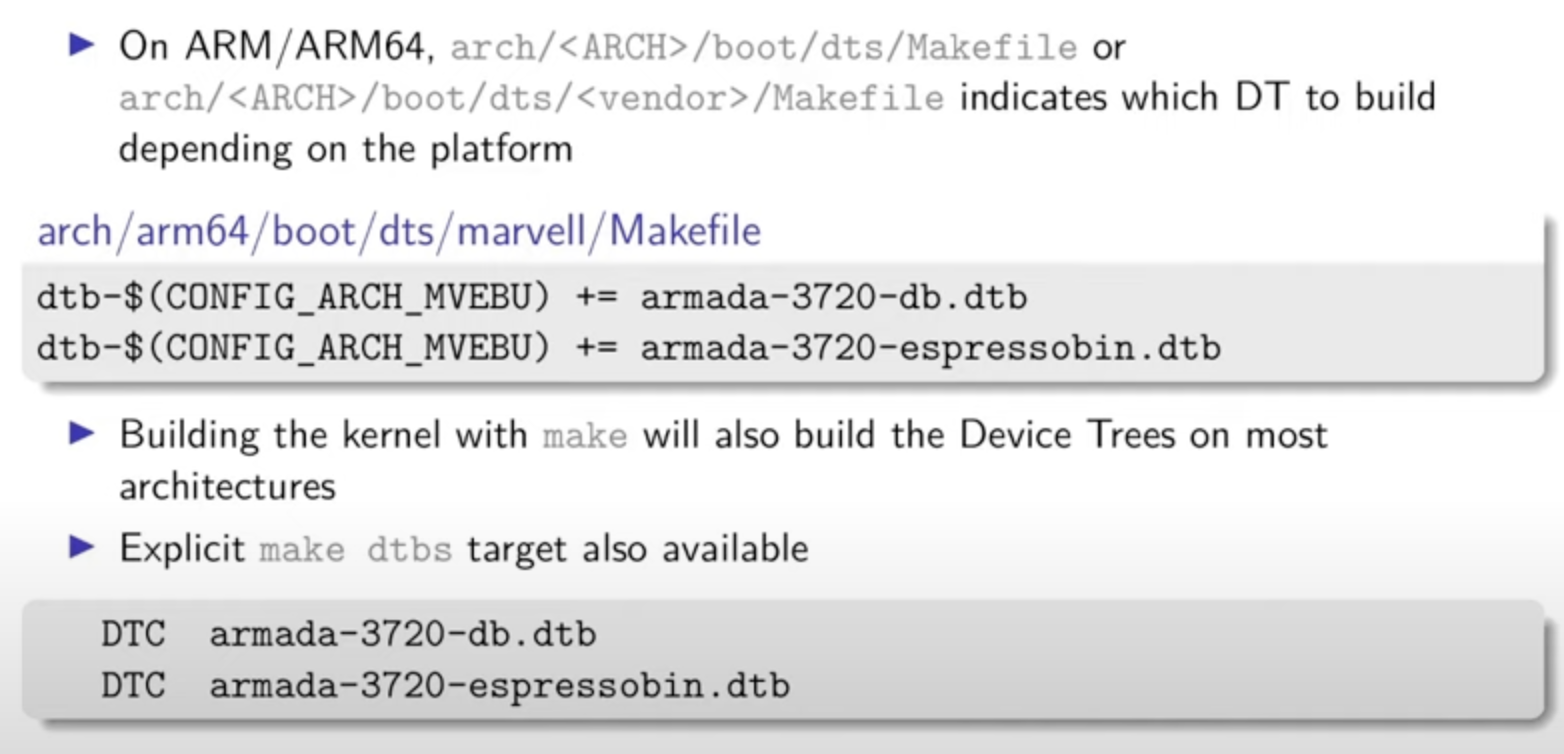 On ARM/ARM64, arch/<ARCH>/boot/dts/Makefile or
arch/<ARCH>/boot/dts/<vendor>/Makefile indicates which DT to build
depending on the platform
arch/arm64/boot/dts/marvell/Makefile
dtb-$(CONFIG_ARCH_MVEBU) += armada-3720-db.dtb
dtb-$(CONFIG_ARCH_MVEBU) += armada-3720-espressobin.dtb
Building the kernel with make will also build the Device Trees on most
architectures
Explicit make dtbs target also available
DTC armada-3720-db.dtb
DTC armada-3720-espressobin.dtb